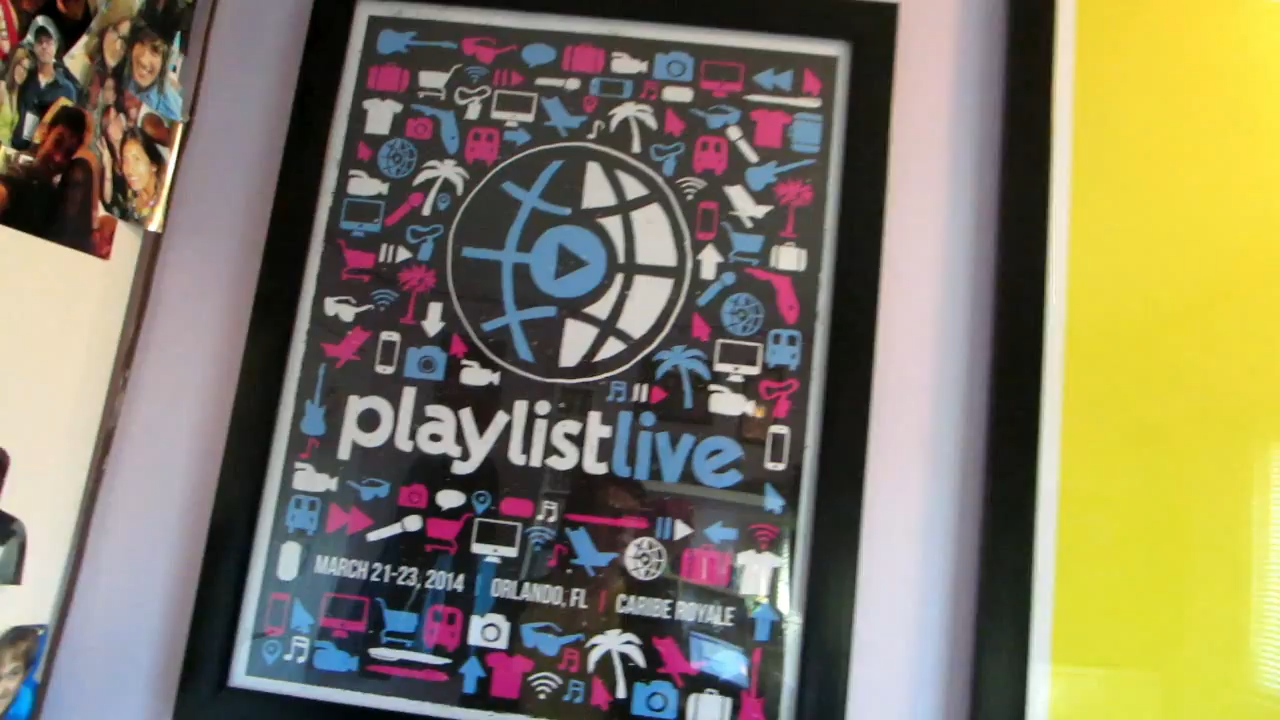 playlistlive
MARCH 21-23, 2014 | ORLANDO, FL | CARIBE ROYALE